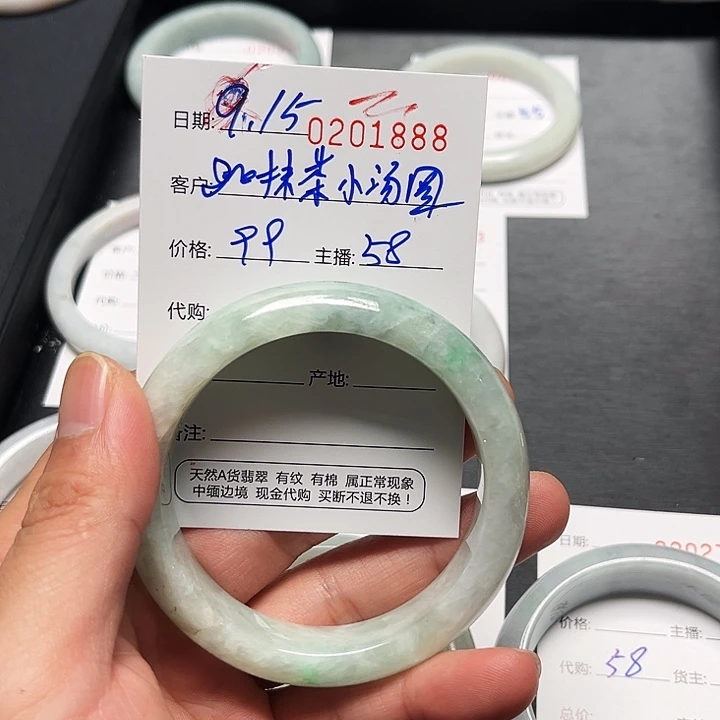 日期: 9.15 0201888
客户 抹茶小汤圆
价格: 99 主播: 58
代购:
产地:
注:
天然A货翡翠 有纹 有棉 属正常现象
中缅边境 现金代购 买断不退不换！
日期:
价格: 主播:
代购: 58 货主:
总价: